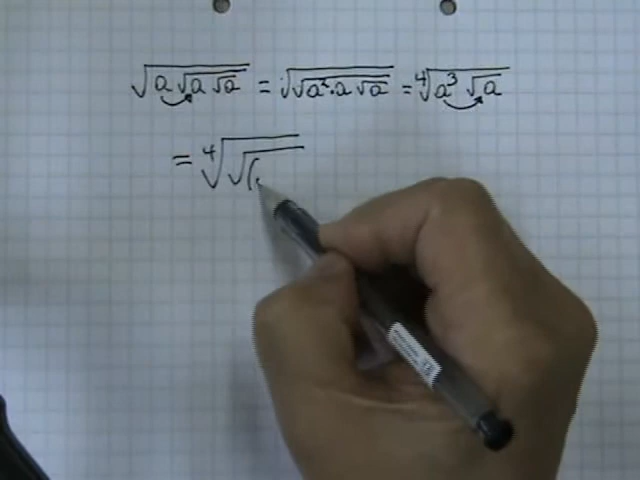 √(a√(a√a)) = √(√(a²·a√a)) = ⁴√(a³√a)
= ⁴√(√(